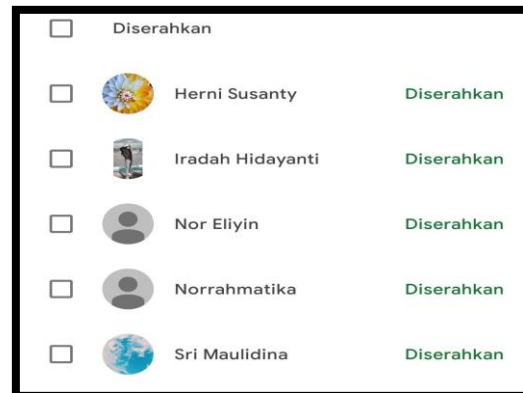 Diserahkan
Herni Susanty Diserahkan
Iradah Hidayanti Diserahkan
Nor Eliyin Diserahkan
Norrahmatika Diserahkan
Sri Maulidina Diserahkan